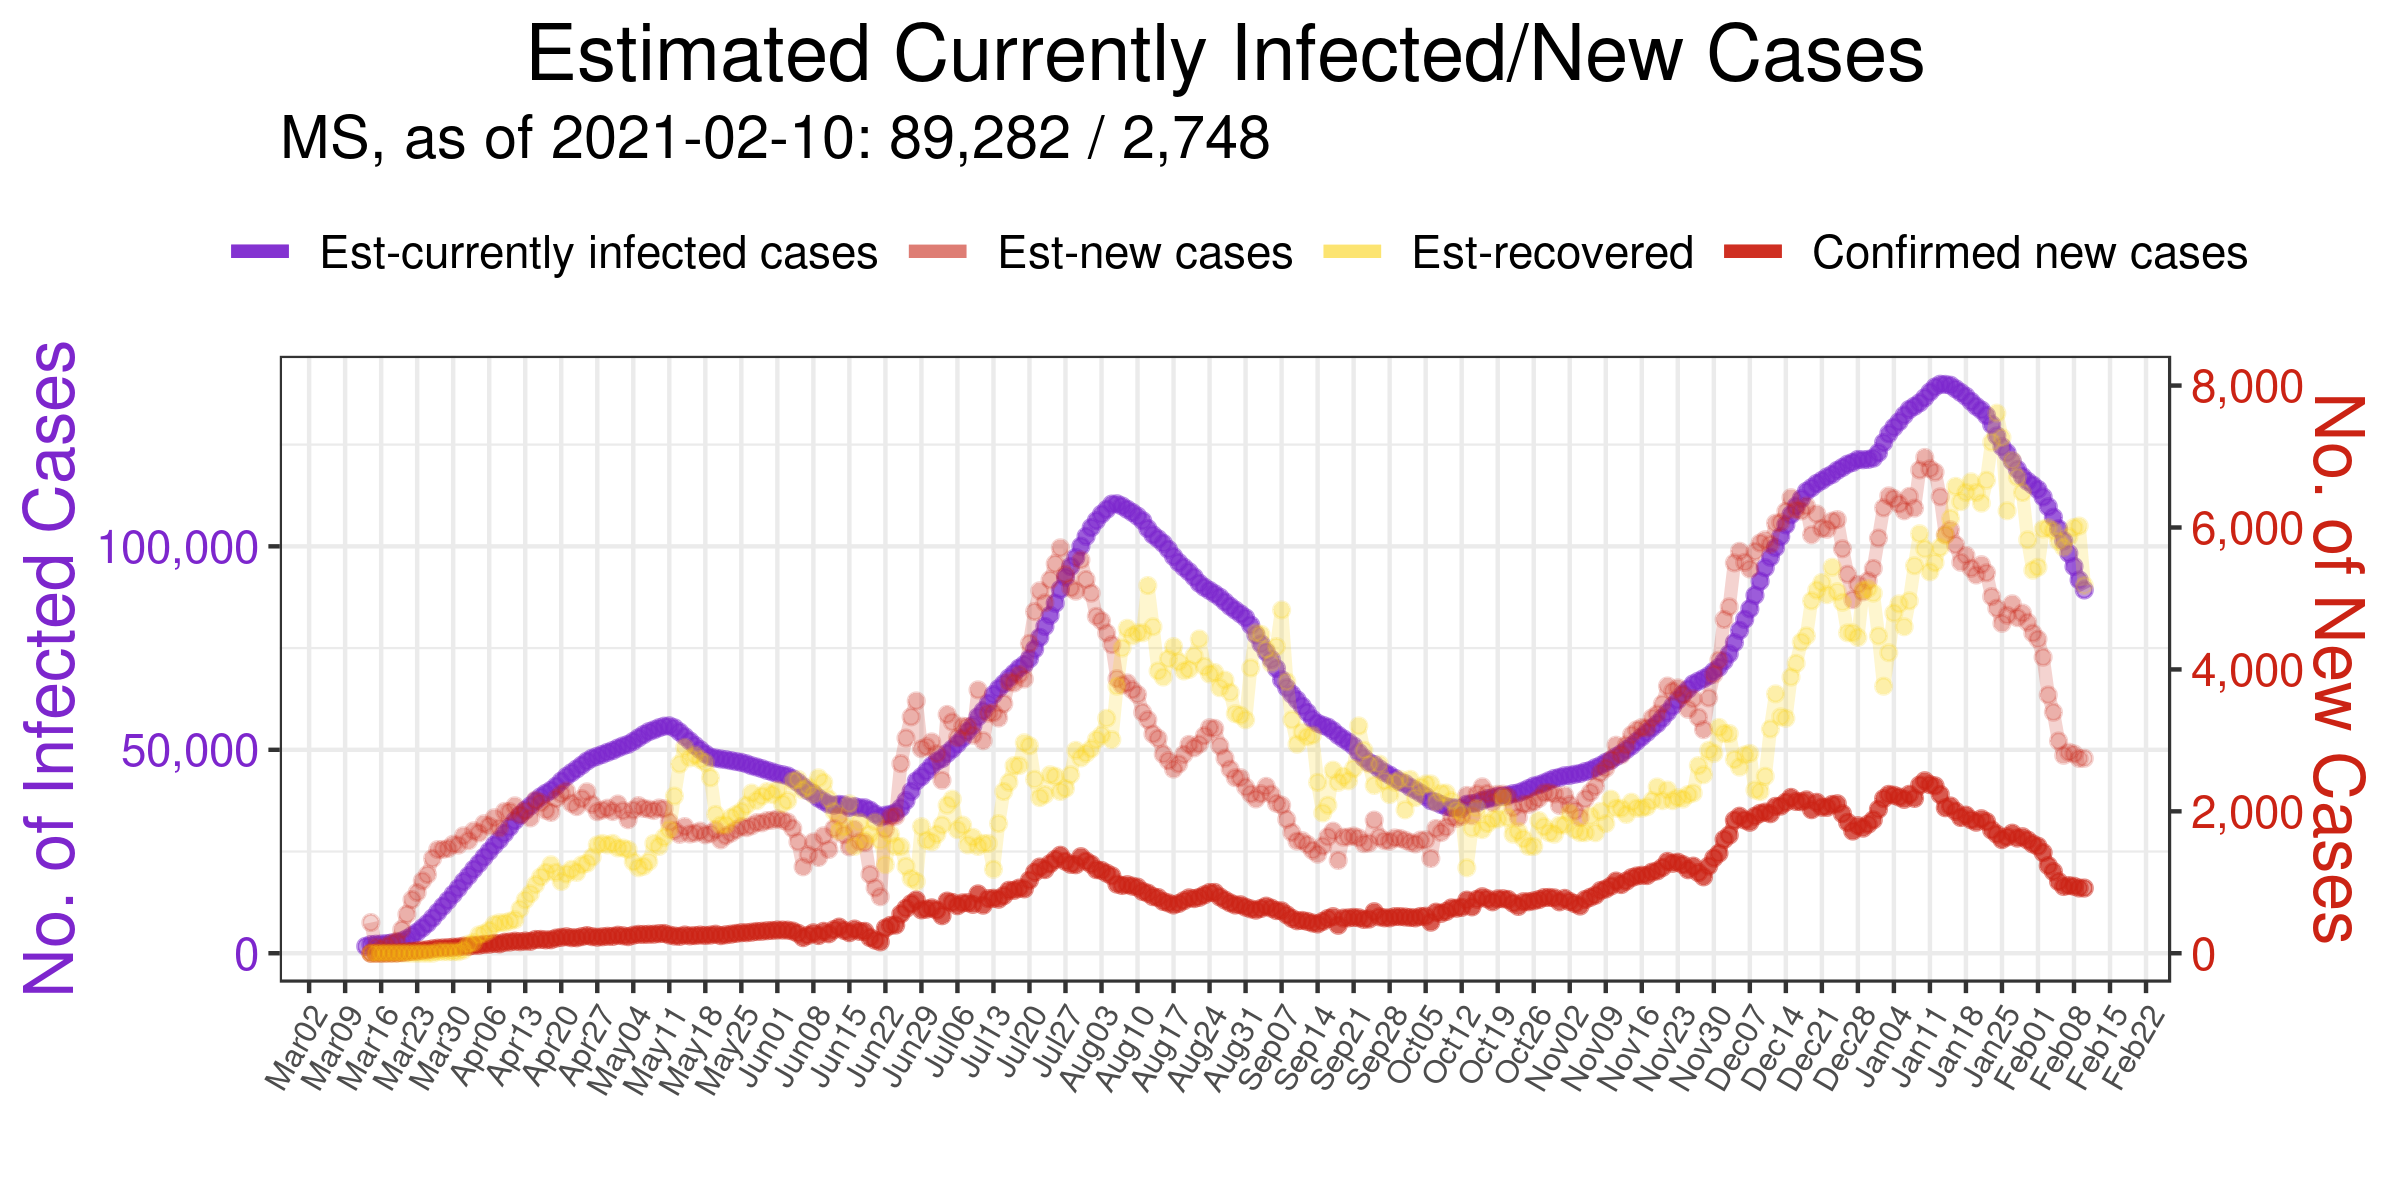 Estimated Currently Infected/New Cases
MS, as of 2021-02-10: 89,282 / 2,748
Est-currently infected cases
Est-new cases
Est-recovered
Confirmed new cases
No. of Infected Cases
100,000
50,000
0
8,000
6,000
4,000
2,000
0
No. of New Cases
Mar02
Mar09
Mar16
Mar23
Mar30
Apr06
Apr13
Apr20
Apr27
May04
May11
May18
May25
Jun01
Jun08
Jun15
Jun22
Jun29
Jul06
Jul13
Jul20
Jul27
Aug03
Aug10
Aug17
Aug24
Aug31
Sep07
Sep14
Sep21
Sep28
Oct05
Oct12
Oct19
Oct26
Nov02
Nov09
Nov16
Nov23
Nov30
Dec07
Dec14
Dec21
Dec28
Jan04
Jan11
Jan18
Jan25
Feb01
Feb08
Feb15
Feb22